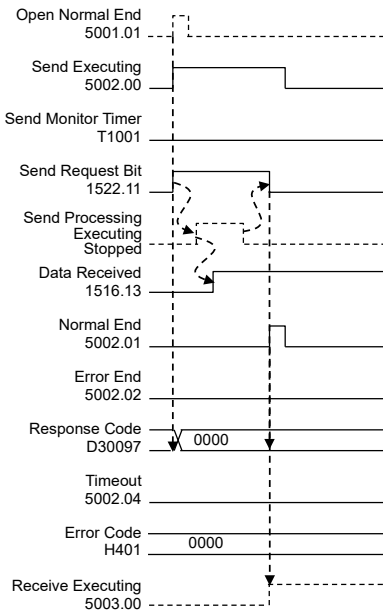 Open Normal End
5001.01
Send Executing
5002.00
Send Monitor Timer
T1001
Send Request Bit
1522.11
Send Processing
Executing
Stopped
Data Received
1516.13
Normal End
5002.01
Error End
5002.02
Response Code
D30097
0000
Timeout
5002.04
Error Code
H401
0000
Receive Executing
5003.00